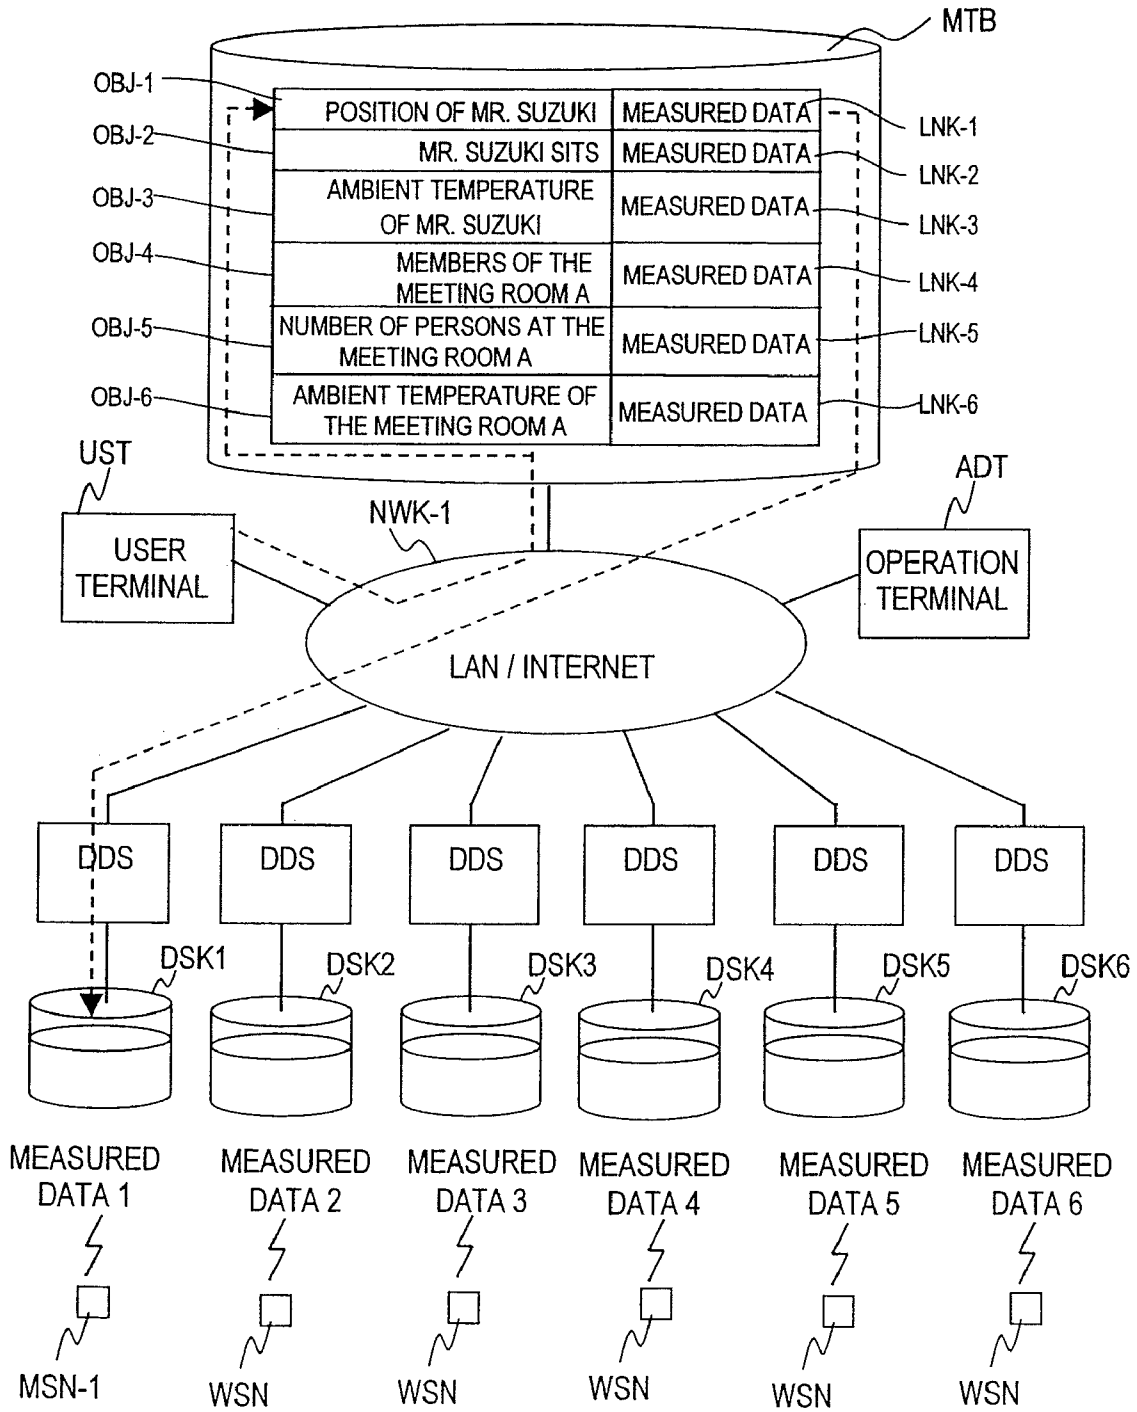 MTB
OBJ-1
POSITION OF MR. SUZUKI
MEASURED DATA
LNK-1
OBJ-2
MR. SUZUKI SITS
MEASURED DATA
LNK-2
OBJ-3
AMBIENT TEMPERATURE
OF MR. SUZUKI
MEASURED DATA
LNK-3
OBJ-4
MEMBERS OF THE
MEETING ROOM A
MEASURED DATA
LNK-4
OBJ-5
NUMBER OF PERSONS AT THE
MEETING ROOM A
MEASURED DATA
LNK-5
OBJ-6
AMBIENT TEMPERATURE OF
THE MEETING ROOM A
MEASURED DATA
LNK-6
UST
USER
TERMINAL
NWK-1
ADT
OPERATION
TERMINAL
LAN / INTERNET
DDS
DDS
DDS
DDS
DDS
DDS
DSK1
DSK2
DSK3
DSK4
DSK5
DSK6
MEASURED
DATA 1
MEASURED
DATA 2
MEASURED
DATA 3
MEASURED
DATA 4
MEASURED
DATA 5
MEASURED
DATA 6
MSN-1
WSN
WSN
WSN
WSN
WSN